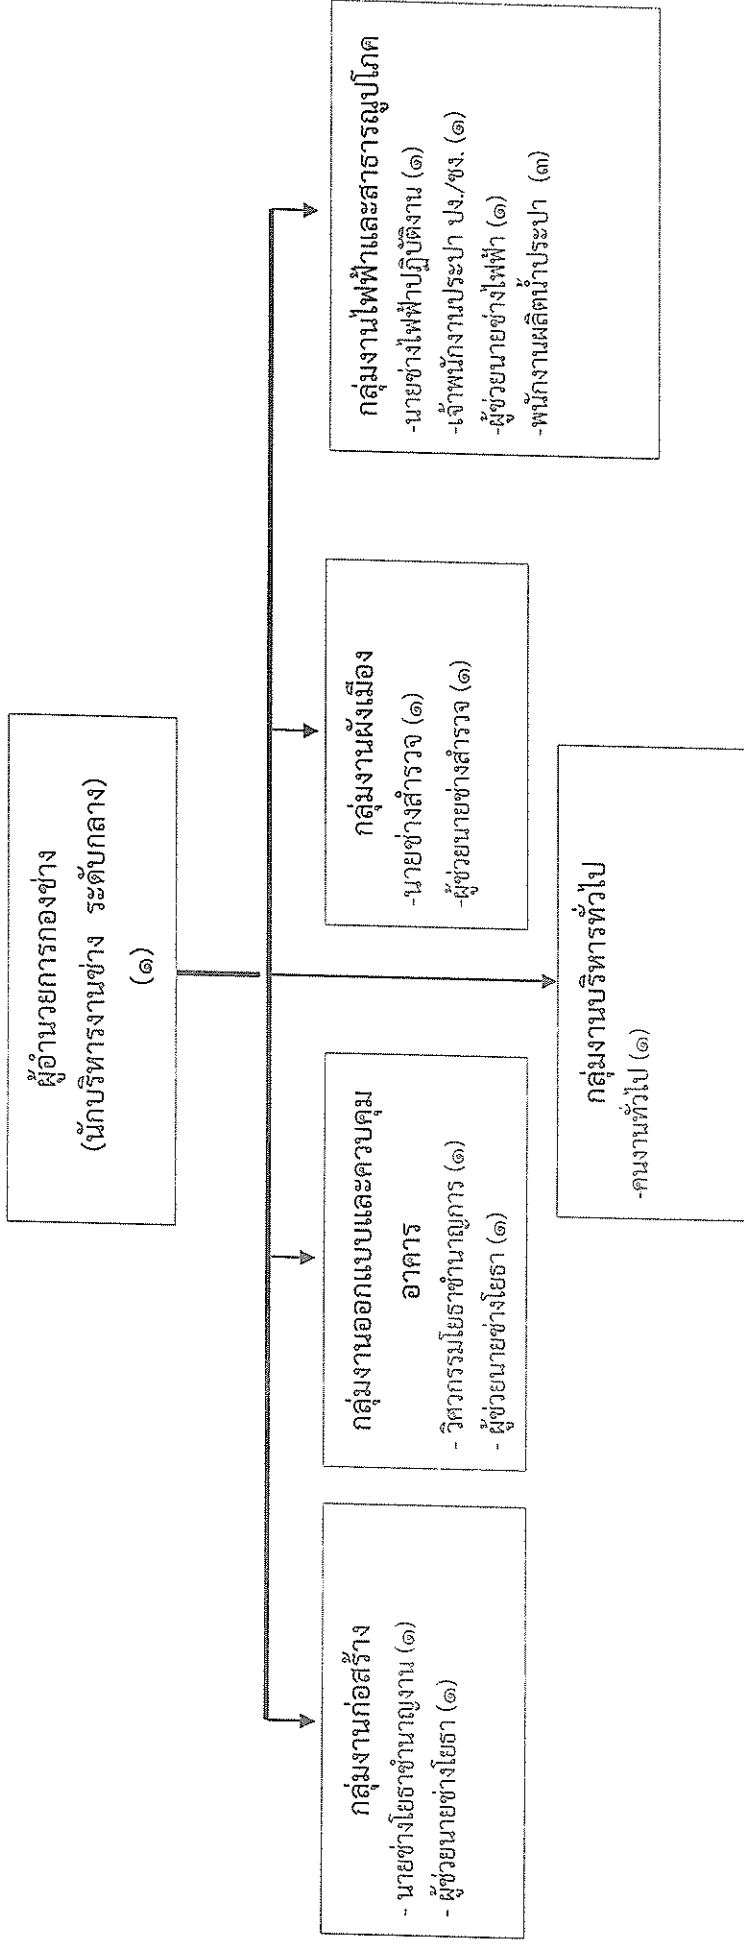 ผู้อำนวยการกองช่าง
(นักบริหารงานช่าง ระดับกลาง)
(๑)
กลุ่มงานก่อสร้าง
- นายช่างโยธาชำนาญงาน (๑)
- ผู้ช่วยนายช่างโยธา (๑)
กลุ่มงานออกแบบและควบคุม
อาคาร
- วิศวกรรมโยธาชำนาญการ (๑)
- ผู้ช่วยนายช่างโยธา (๑)
กลุ่มงานผังเมือง
-นายช่างสำรวจ (๑)
-ผู้ช่วยนายช่างสำรวจ (๑)
กลุ่มงานไฟฟ้าและสาธารณูปโภค
-นายช่างไฟฟ้าปฏิบัติงาน (๑)
-เจ้าพนักงานประปา ปง./ชง. (๑)
-ผู้ช่วยนายช่างไฟฟ้า (๑)
-พนักงานผลิตน้ำประปา (๓)
กลุ่มงานบริหารทั่วไป
-คนงานทั่วไป (๑)